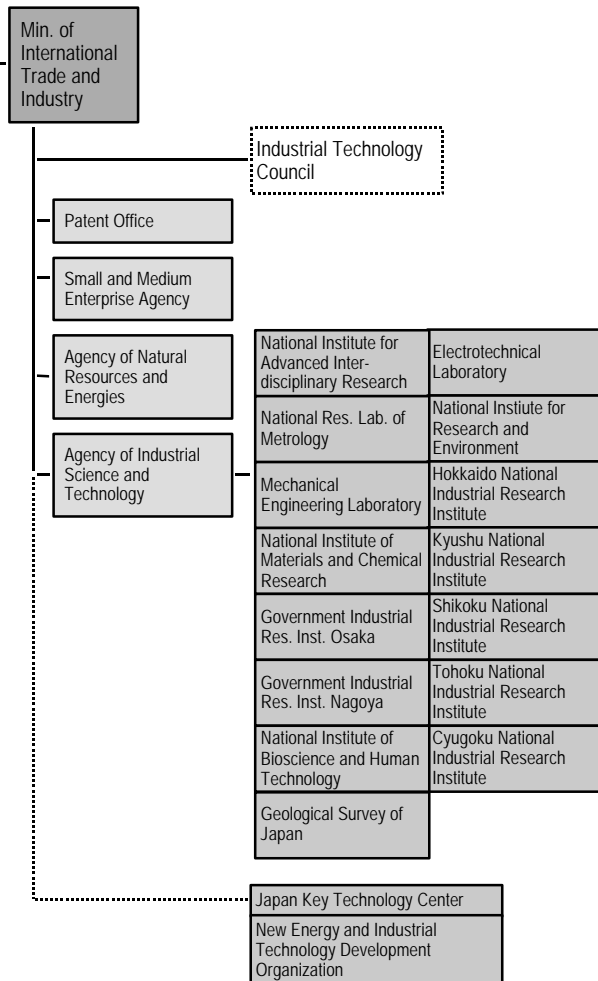 Min. of
International
Trade and
Industry
Industrial Technology
Council
Patent Office
Small and Medium
Enterprise Agency
Agency of Natural
Resources and
Energies
Agency of Industrial
Science and
Technology
National Institute for
Advanced Inter-
disciplinary Research
Electrotechnical
Laboratory
National Res. Lab. of
Metrology
National Instiute for
Research and
Environment
Mechanical
Engineering Laboratory
Hokkaido National
Industrial Research
Institute
National Institute of
Materials and Chemical
Research
Kyushu National
Industrial Research
Institute
Government Industrial
Res. Inst. Osaka
Shikoku National
Industrial Research
Institute
Government Industrial
Res. Inst. Nagoya
Tohoku National
Industrial Research
Institute
National Institute of
Bioscience and Human
Technology
Cyugoku National
Industrial Research
Institute
Geological Survey of
Japan
Japan Key Technology Center
New Energy and Industrial
Technology Development
Organization